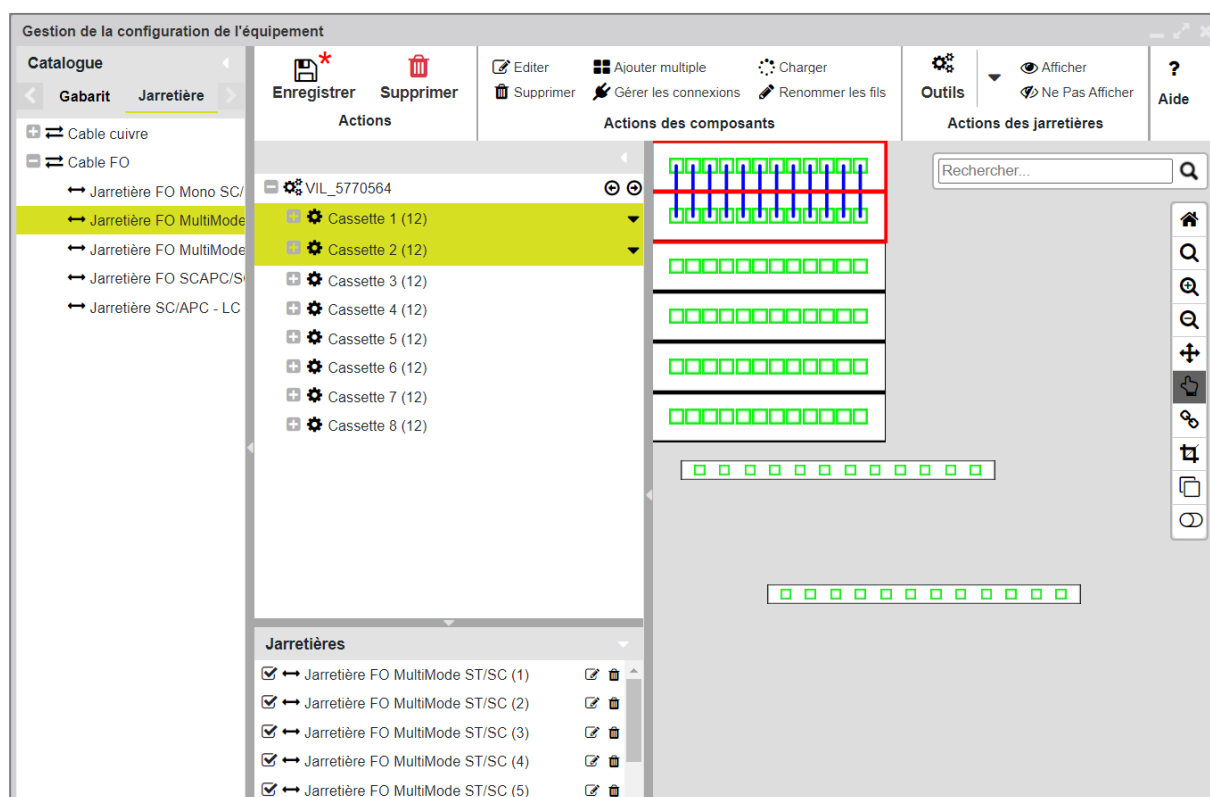 Gestion de la configuration de l'équipement
Catalogue
Gabarit Jarretière
Cable cuivre
Cable FO
Jarretière FO Mono SC/
Jarretière FO MultiMode
Jarretière FO MultiMode
Jarretière FO SCAPC/S
Jarretière SC/APC - LC
Enregistrer Supprimer
Actions
Editer Ajouter multiple Charger
Supprimer Gérer les connexions Renommer les fils
Actions des composants
Outils
Afficher
Ne Pas Afficher
Actions des jarretières
?
Aide
VIL_5770564
Cassette 1 (12)
Cassette 2 (12)
Cassette 3 (12)
Cassette 4 (12)
Cassette 5 (12)
Cassette 6 (12)
Cassette 7 (12)
Cassette 8 (12)
Rechercher...
Jarretières
Jarretière FO MultiMode ST/SC (1)
Jarretière FO MultiMode ST/SC (2)
Jarretière FO MultiMode ST/SC (3)
Jarretière FO MultiMode ST/SC (4)
Jarretière FO MultiMode ST/SC (5)